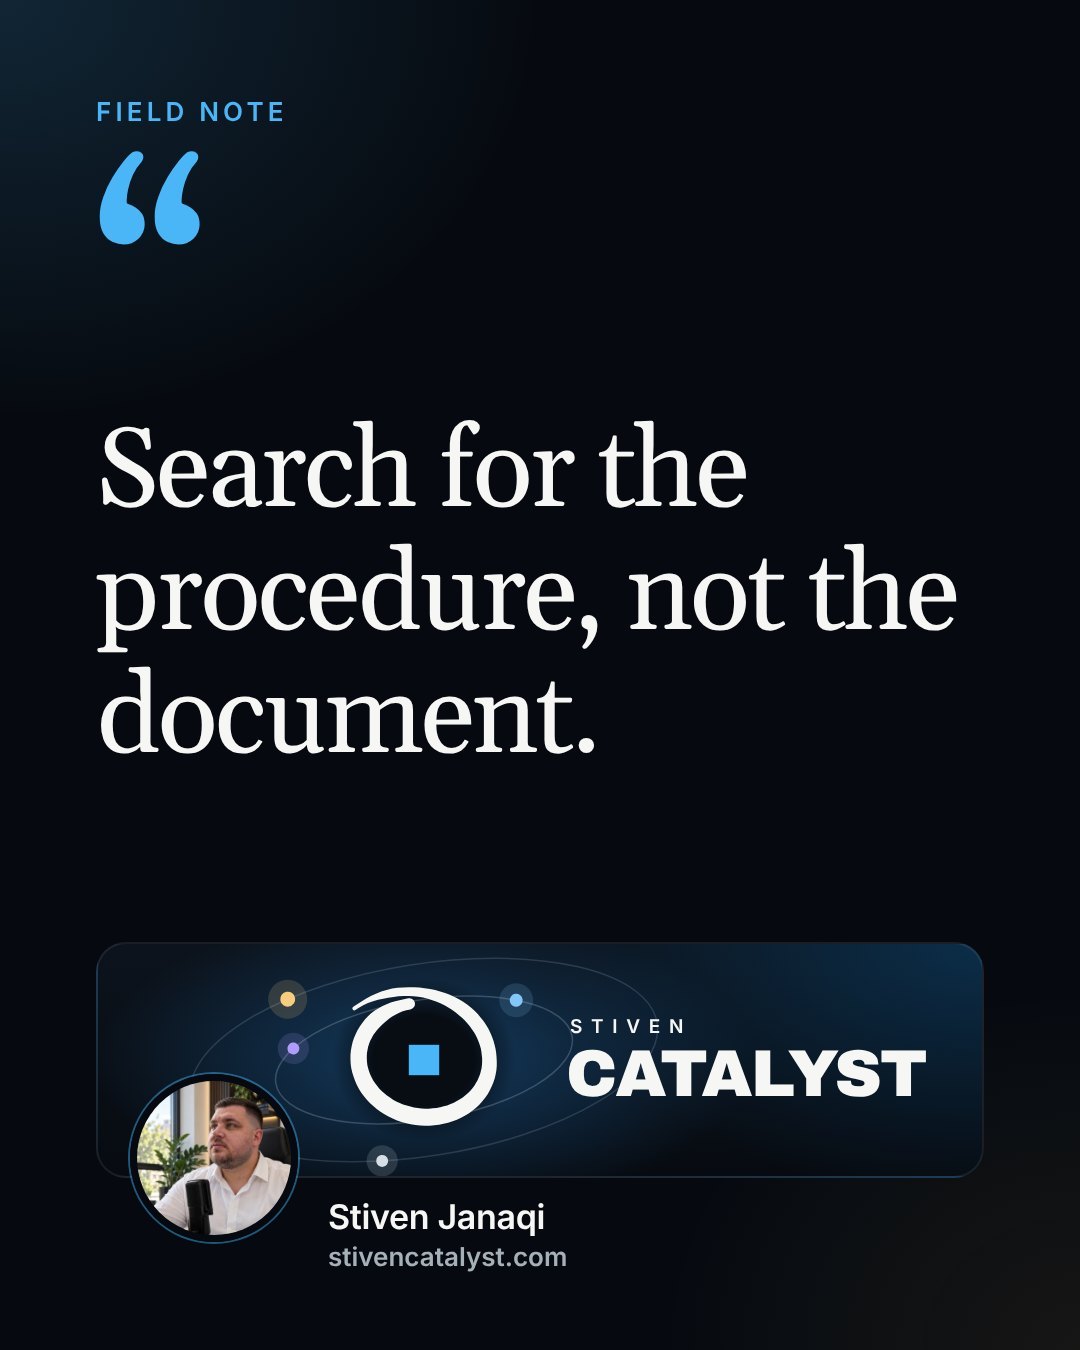 FIELD NOTE
“
Search for the
procedure, not the
document.
STIVEN
CATALYST
Stiven Janaqi
stivencatalyst.com